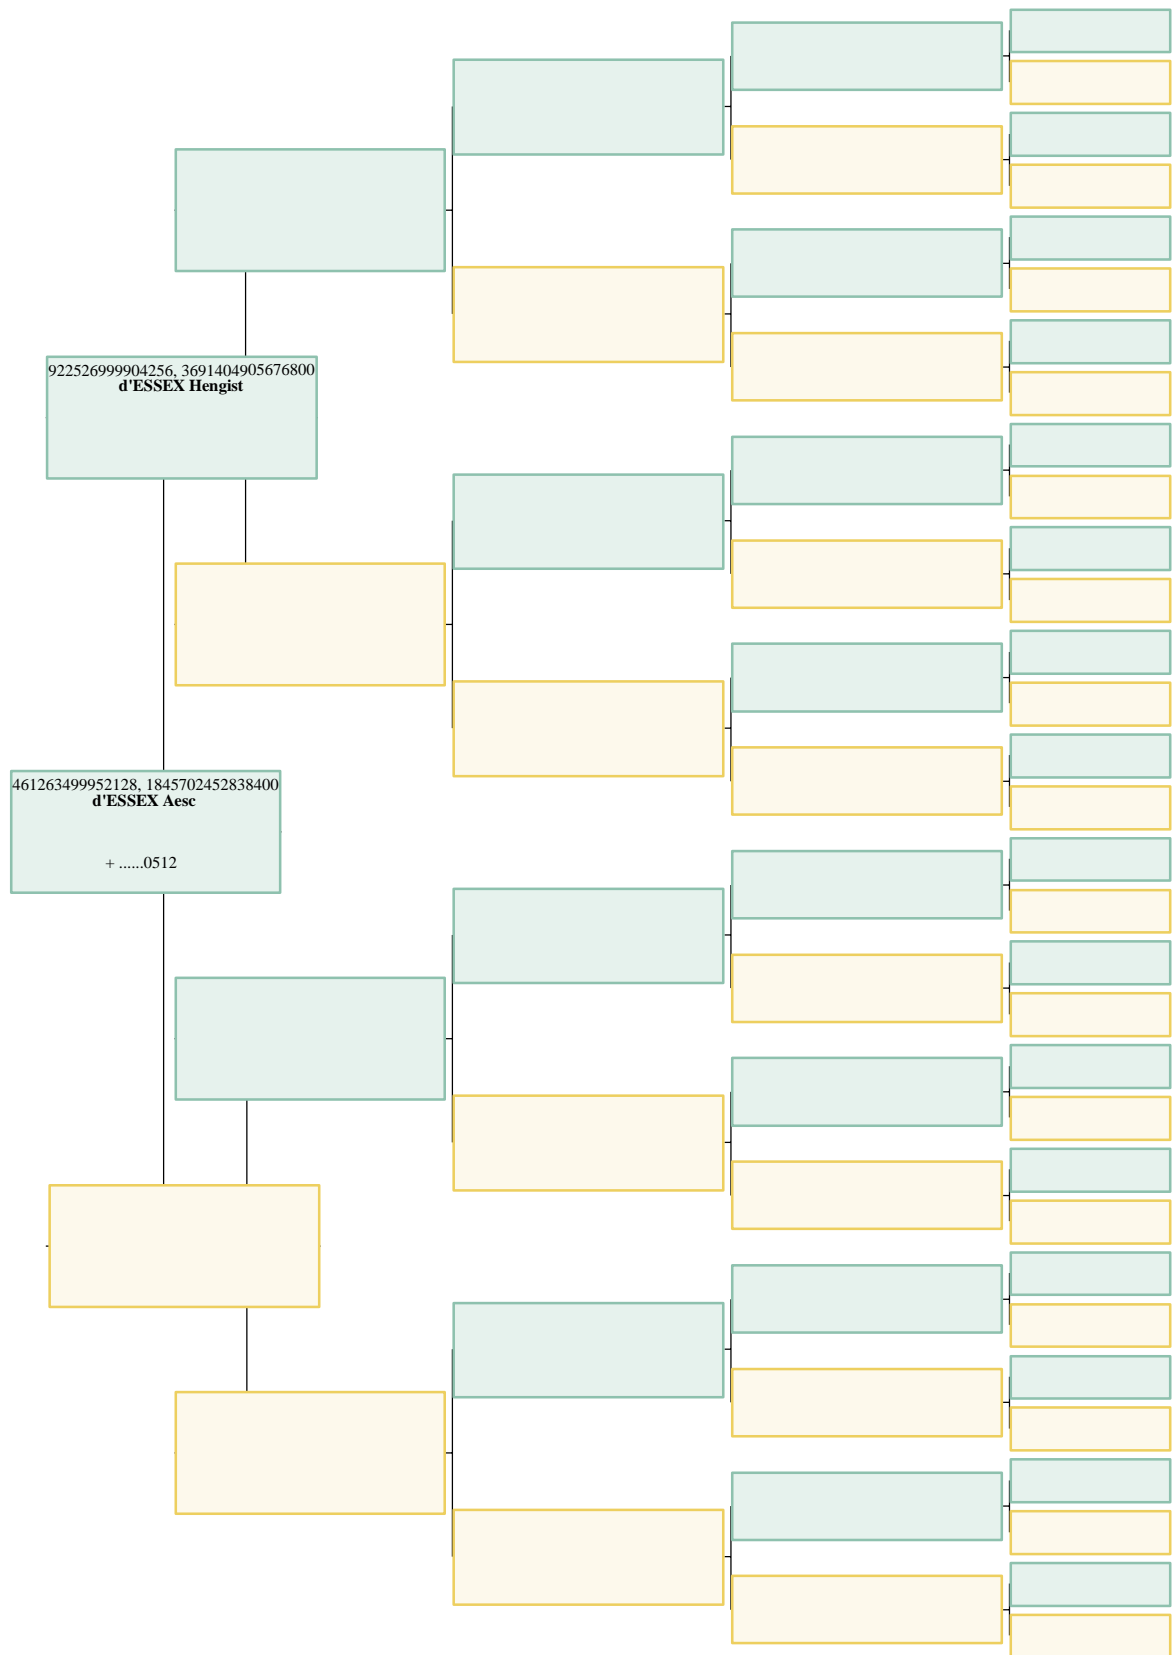 922526999904256, 3691404905676800
d'ESSEX Hengist
461263499952128, 1845702452838400
d'ESSEX Aesc
+ ......0512